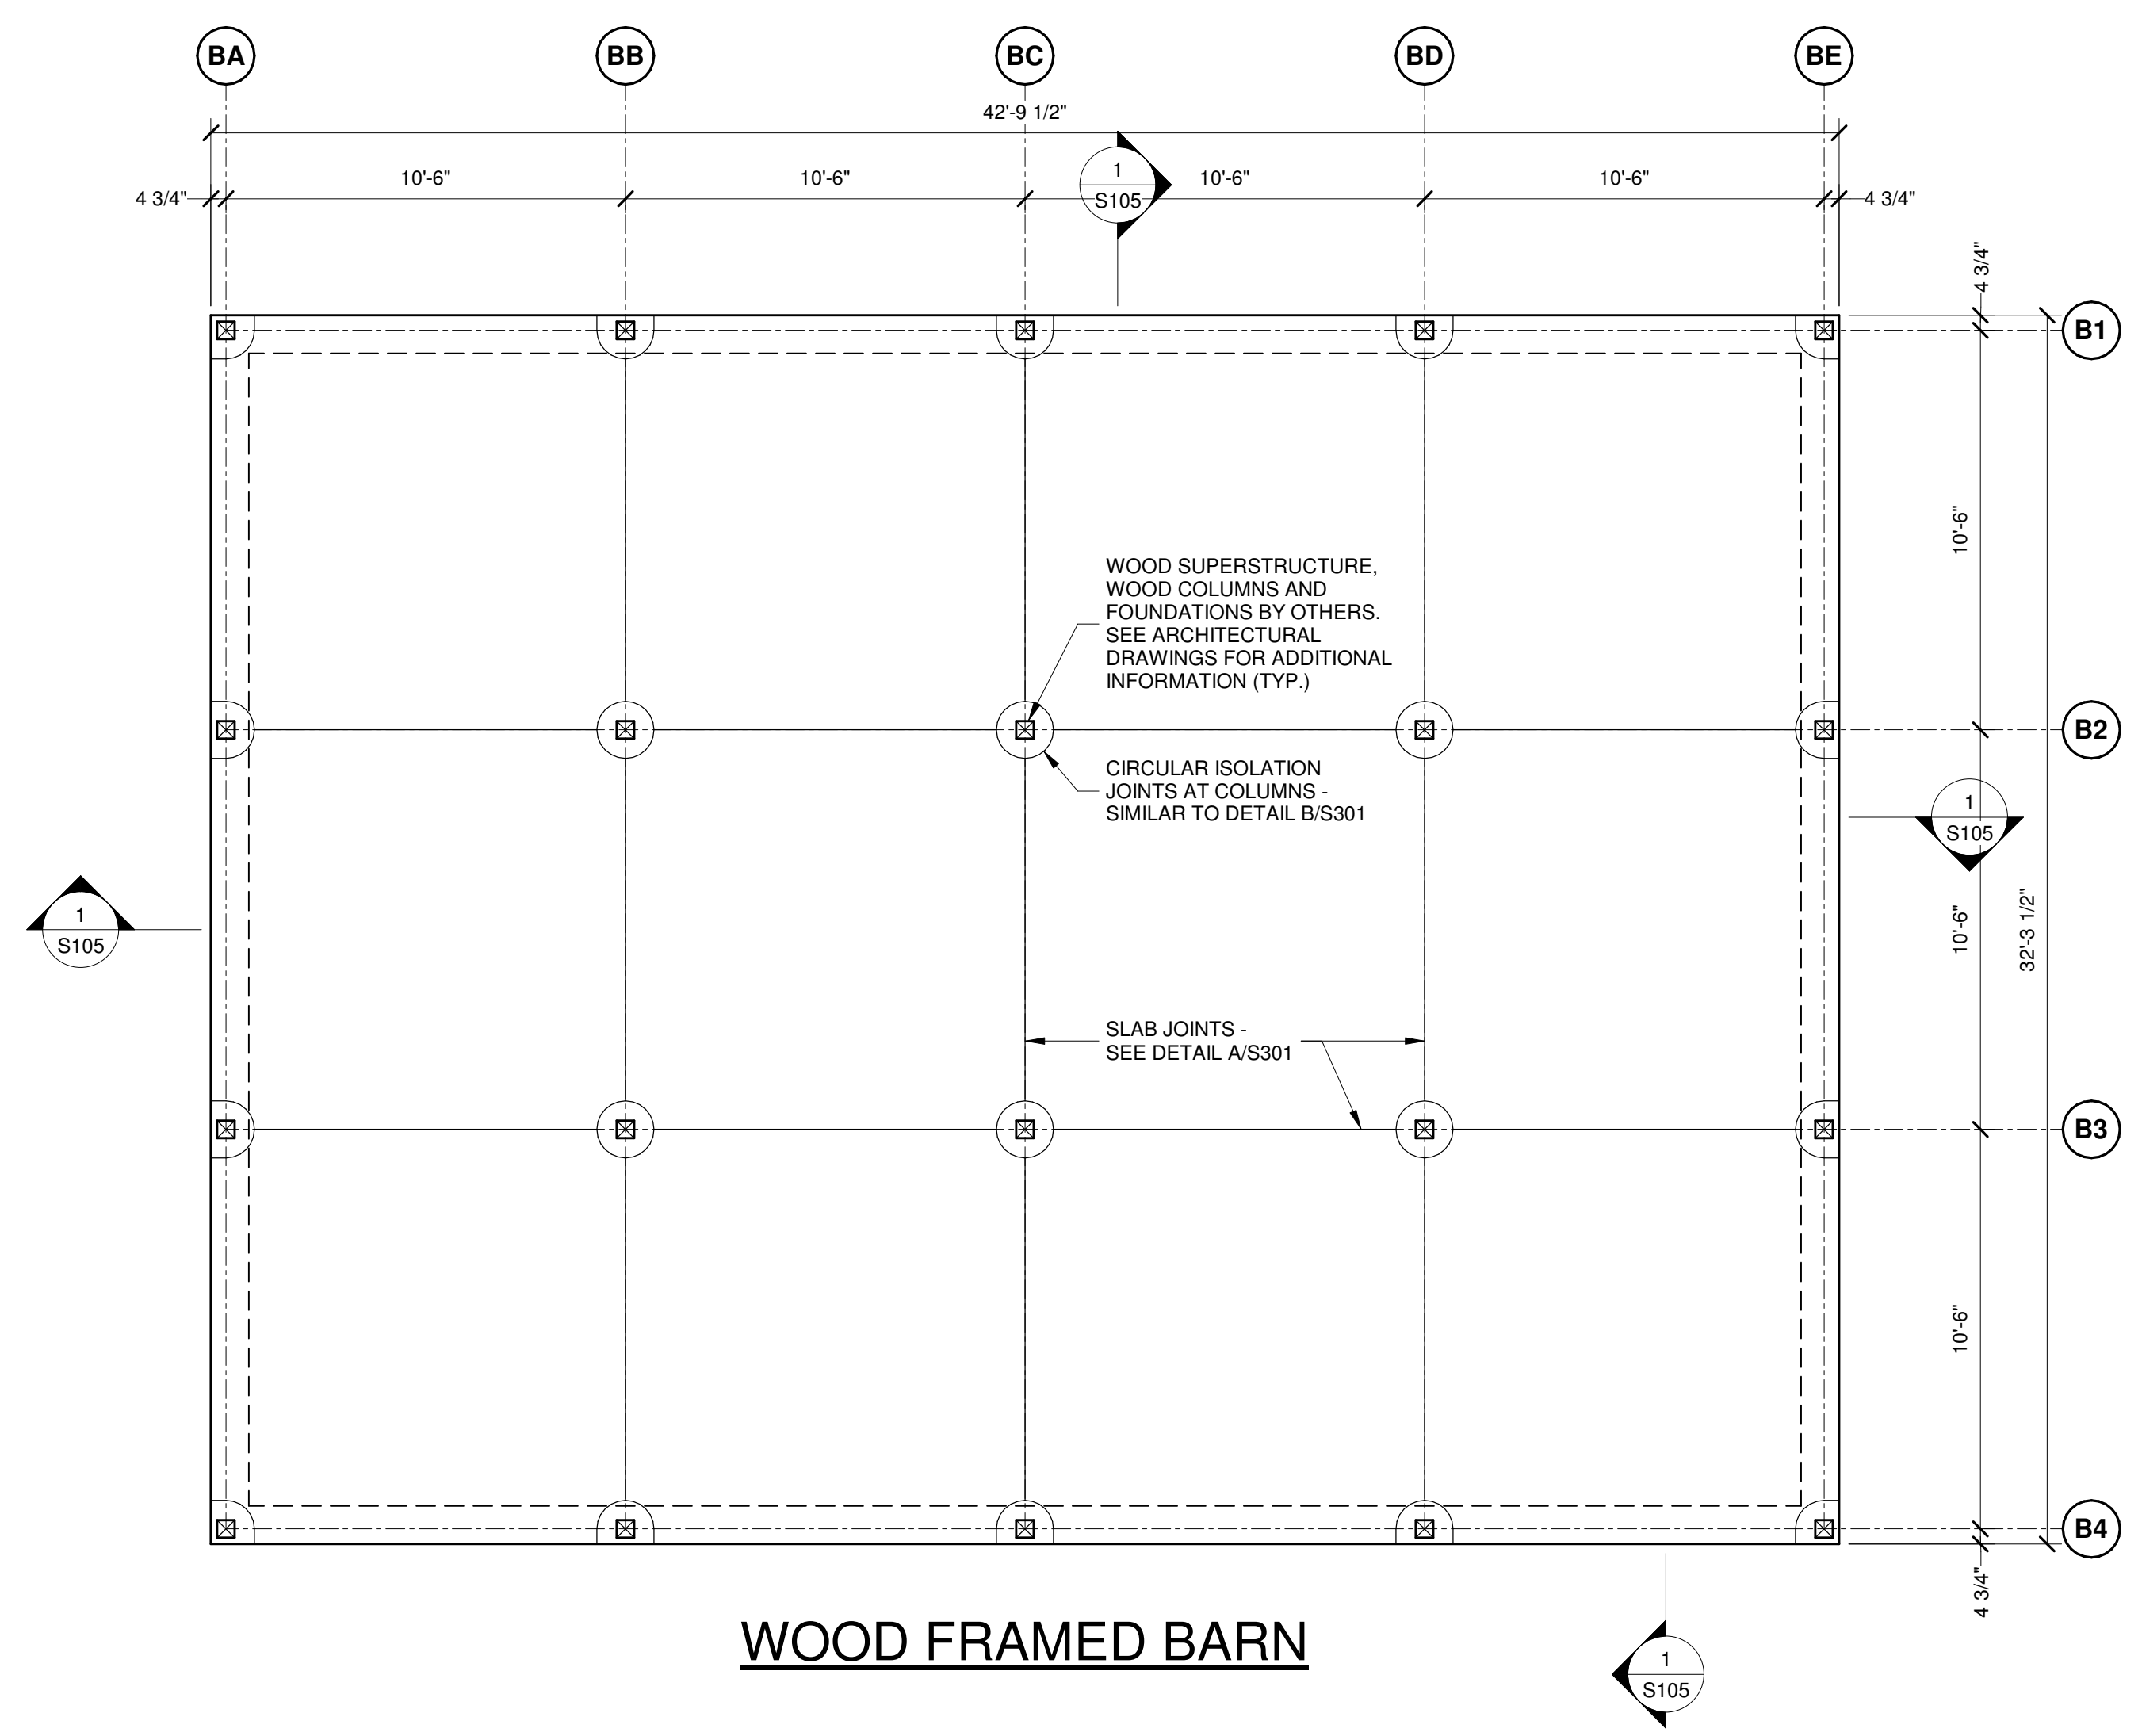 BA BB BC BD BE
42'-9 1/2"
4 3/4" 10'-6" 10'-6" 10'-6" 10'-6" 4 3/4"
1
S105
4 3/4"
B1
10'-6"
WOOD SUPERSTRUCTURE,
WOOD COLUMNS AND
FOUNDATIONS BY OTHERS.
SEE ARCHITECTURAL
DRAWINGS FOR ADDITIONAL
INFORMATION (TYP.)
B2
CIRCULAR ISOLATION
JOINTS AT COLUMNS -
SIMILAR TO DETAIL B/S301
1
S105
1
S105
10'-6"
32'-3 1/2"
SLAB JOINTS -
SEE DETAIL A/S301
B3
10'-6"
B4
4 3/4"
WOOD FRAMED BARN
1
S105